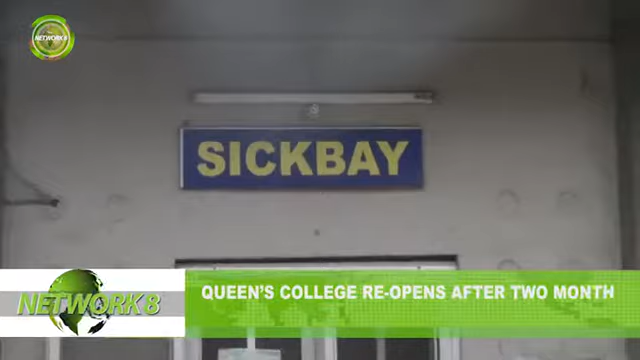 NETWORK 8
SICKBAY
NETWORK 8
QUEEN'S COLLEGE RE-OPENS AFTER TWO MONTH